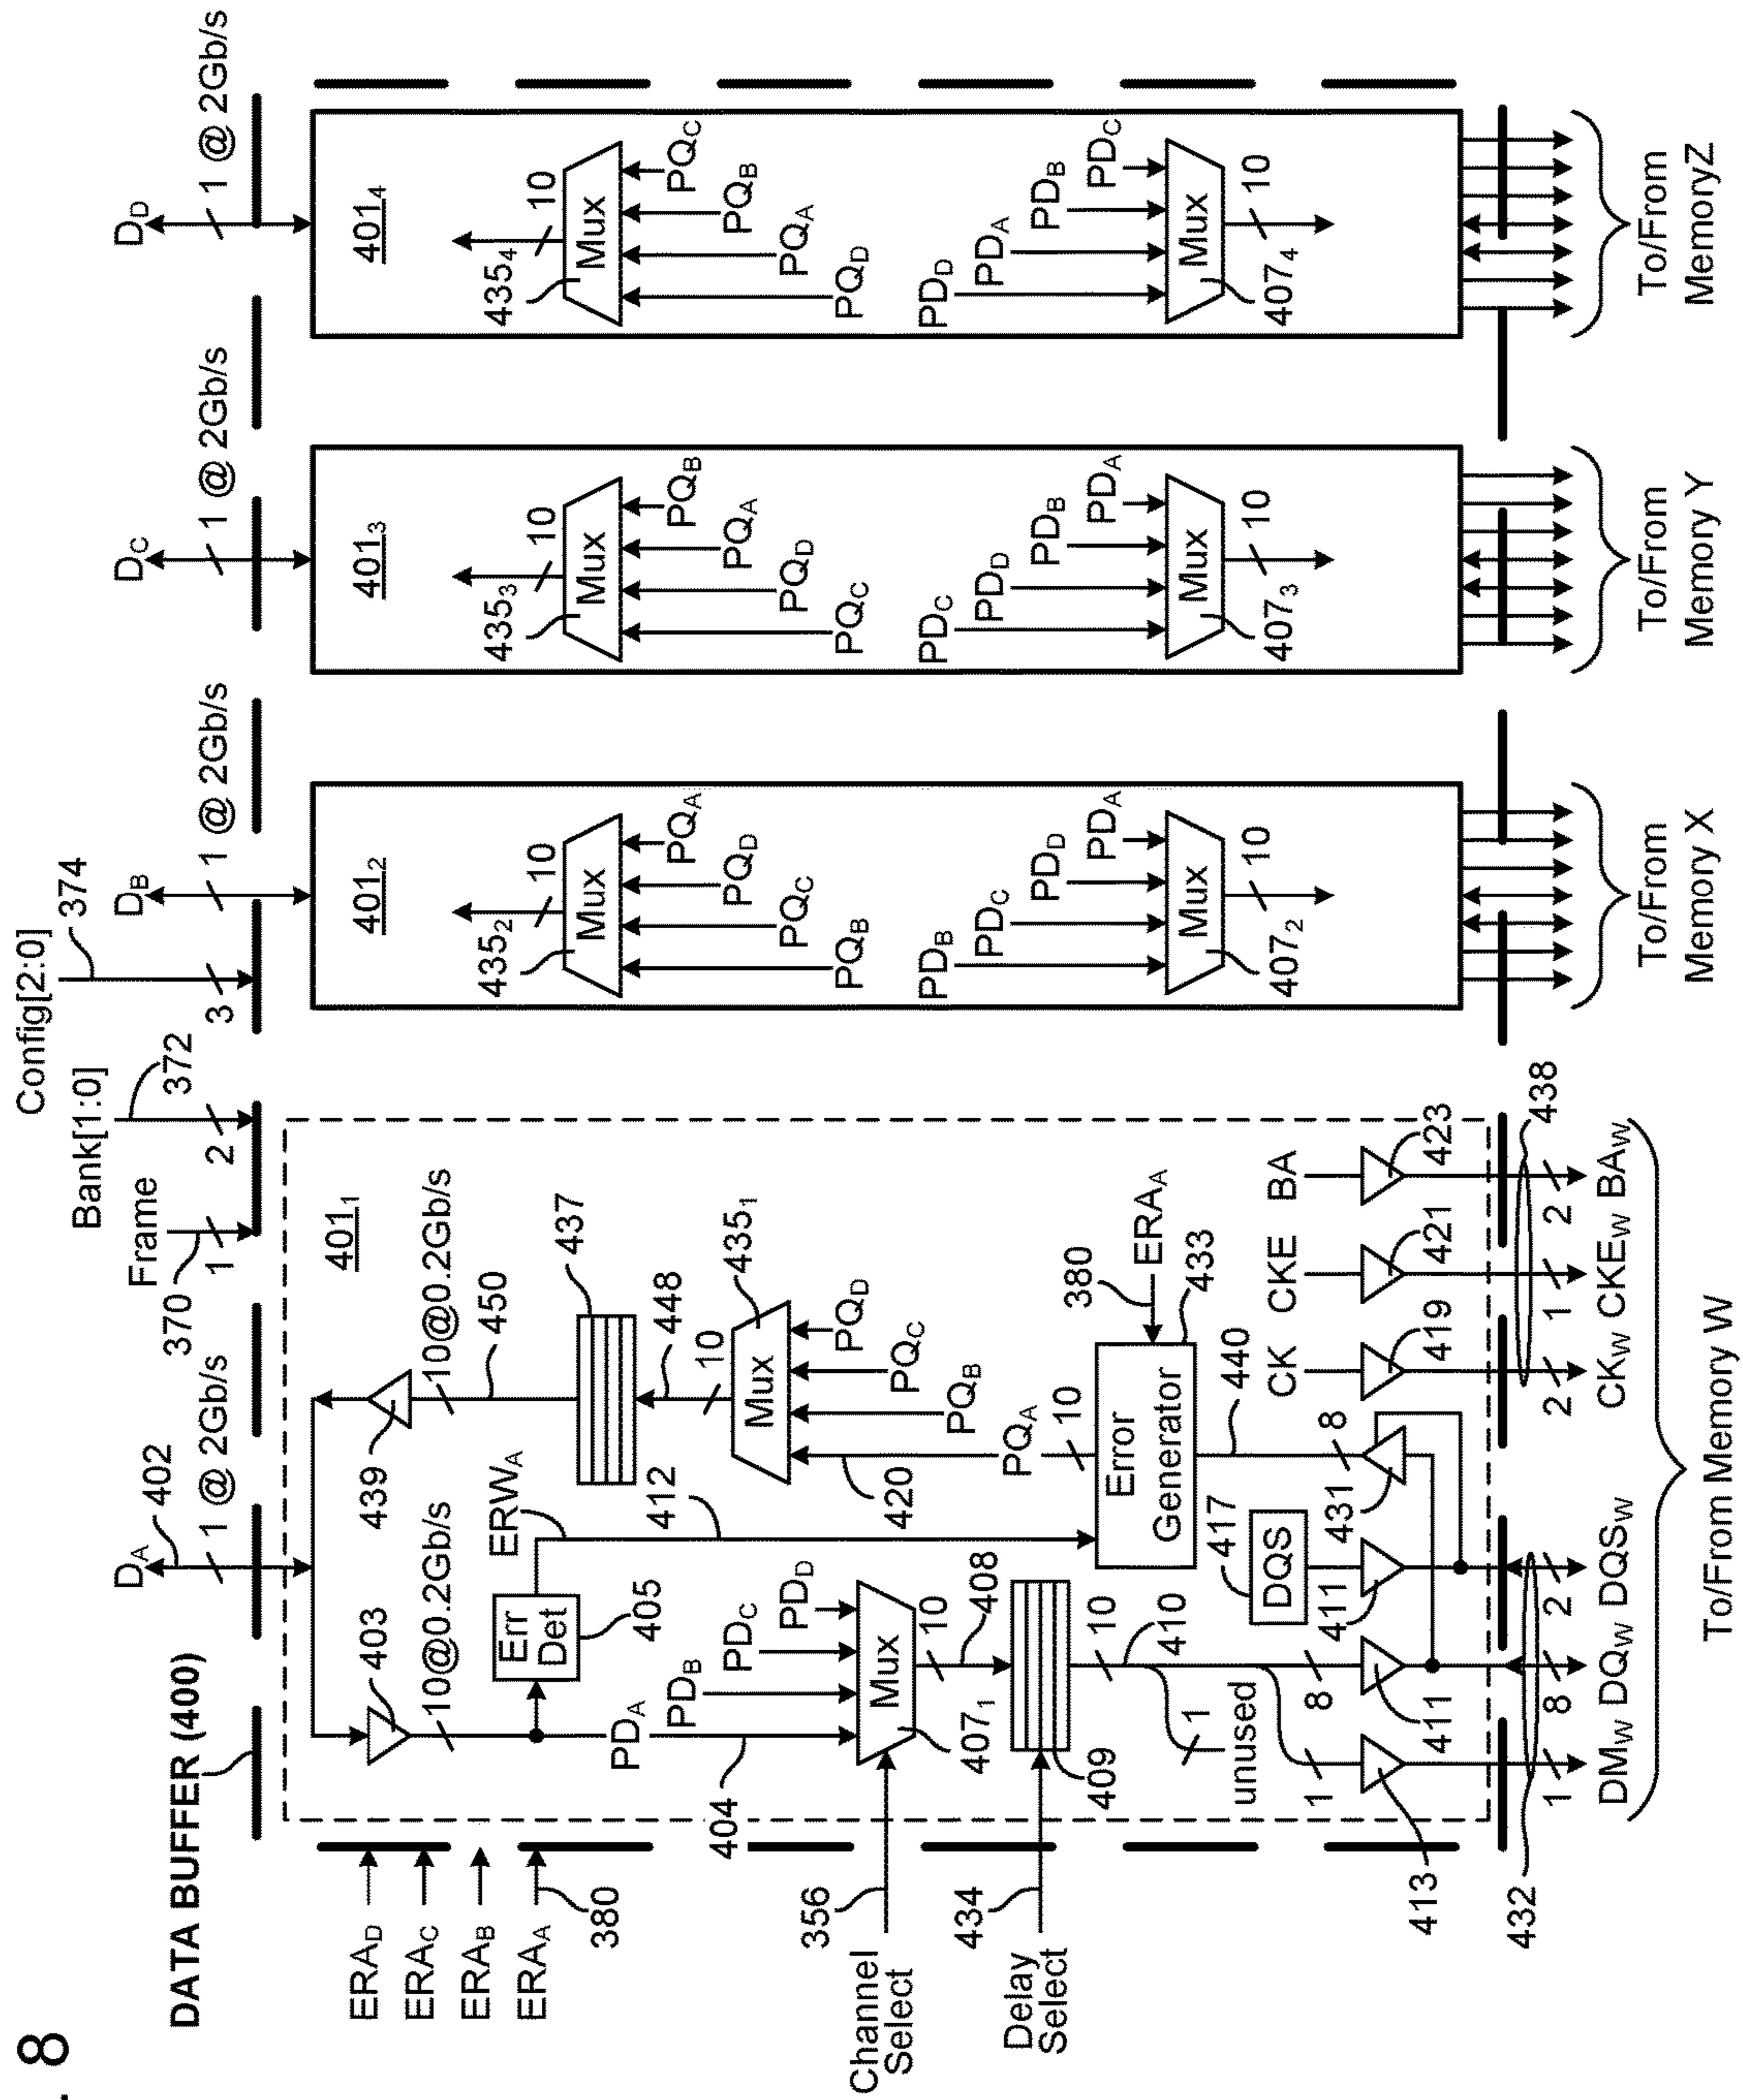 . 8
DATA BUFFER (400)
D_A
402
1 @ 2Gb/s
370
Frame
1
Bank[1:0]
372
2
Config[2:0]
374
3
D_B
1 @ 2Gb/s
D_C
1 @ 2Gb/s
D_D
1 @ 2Gb/s
ERA_D
ERA_C
ERA_B
ERA_A
380
Channel
Select
356
Delay
Select
434
401_1
403
10@0.2Gb/s
439
10@0.2Gb/s
450
437
Err
Det
405
ERW_A
412
448
10
435_1
Mux
PD_A
PD_B
PD_C
PD_D
404
Mux
407_1
10
408
409
PQ_A
PQ_B
PQ_C
PQ_D
420
10
Error
Generator
380
ERA_A
433
440
10
410
1
unused
8
1
417
DQS
411
411
413
431
8
CK
CKE
BA
419
421
423
432
438
1
8
2
2
1
2
DM_W
DQ_W
DQS_W
CK_W
CKE_W
BA_W
To/From Memory W
401_2
435_2
Mux
10
PQ_B
PQ_C
PQ_D
PQ_A
PD_B
PD_C
PD_D
PD_A
Mux
407_2
10
To/From
Memory X
401_3
435_3
Mux
10
PQ_C
PQ_D
PQ_A
PQ_B
PD_C
PD_D
PD_B
PD_A
Mux
407_3
10
To/From
Memory Y
401_4
435_4
Mux
10
PQ_D
PQ_A
PQ_B
PQ_C
PD_D
PD_A
PD_B
PD_C
Mux
407_4
10
To/From
MemoryZ